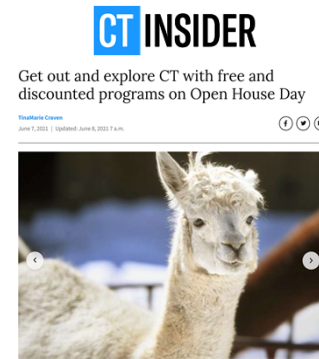 CT INSIDER
Get out and explore CT with free and
discounted programs on Open House Day
TinaMarie Craven
June 7, 2021 | Updated: June 8, 2021 7 a.m.